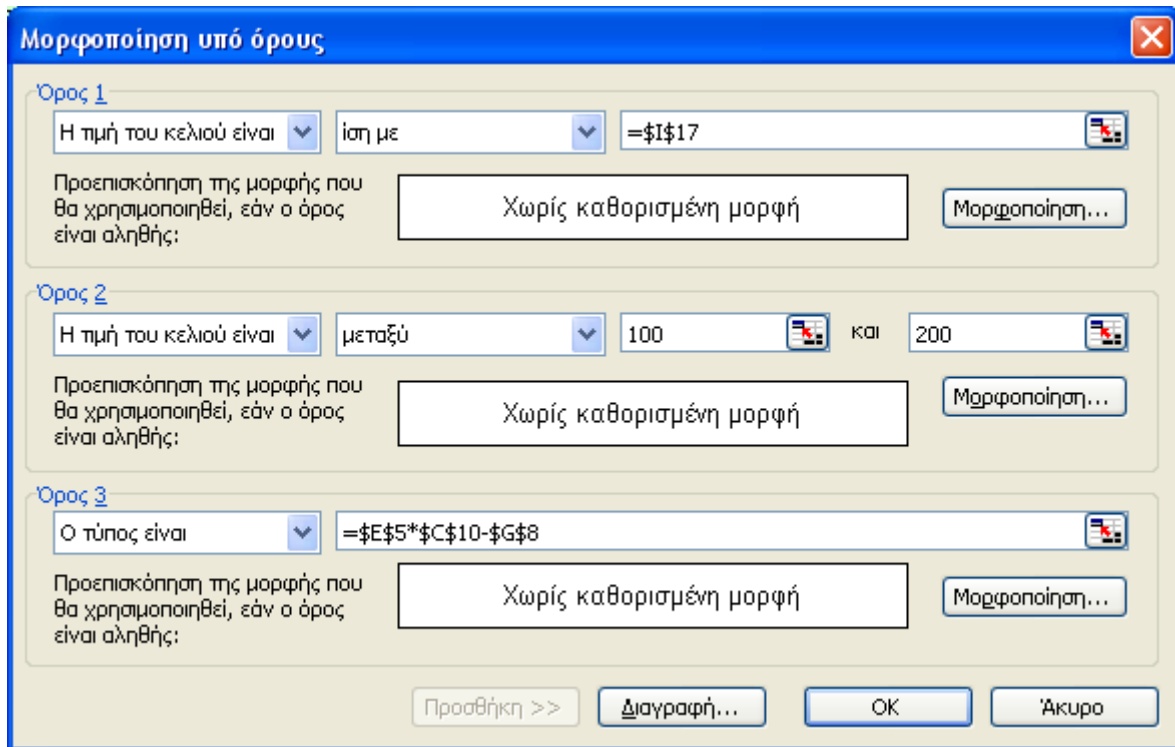 Μορφοποίηση υπό όρους
Όρος 1
Η τιμή του κελιού είναι ίση με =$I$17
Προεπισκόπηση της μορφής που
θα χρησιμοποιηθεί, εάν ο όρος
είναι αληθής:
Χωρίς καθορισμένη μορφή Μορφοποίηση...
Όρος 2
Η τιμή του κελιού είναι μεταξύ 100 και 200
Προεπισκόπηση της μορφής που
θα χρησιμοποιηθεί, εάν ο όρος
είναι αληθής:
Χωρίς καθορισμένη μορφή Μορφοποίηση...
Όρος 3
Ο τύπος είναι =$E$5*$C$10-$G$8
Προεπισκόπηση της μορφής που
θα χρησιμοποιηθεί, εάν ο όρος
είναι αληθής:
Χωρίς καθορισμένη μορφή Μορφοποίηση...
Προσθήκη >> Διαγραφή... OK Άκυρο